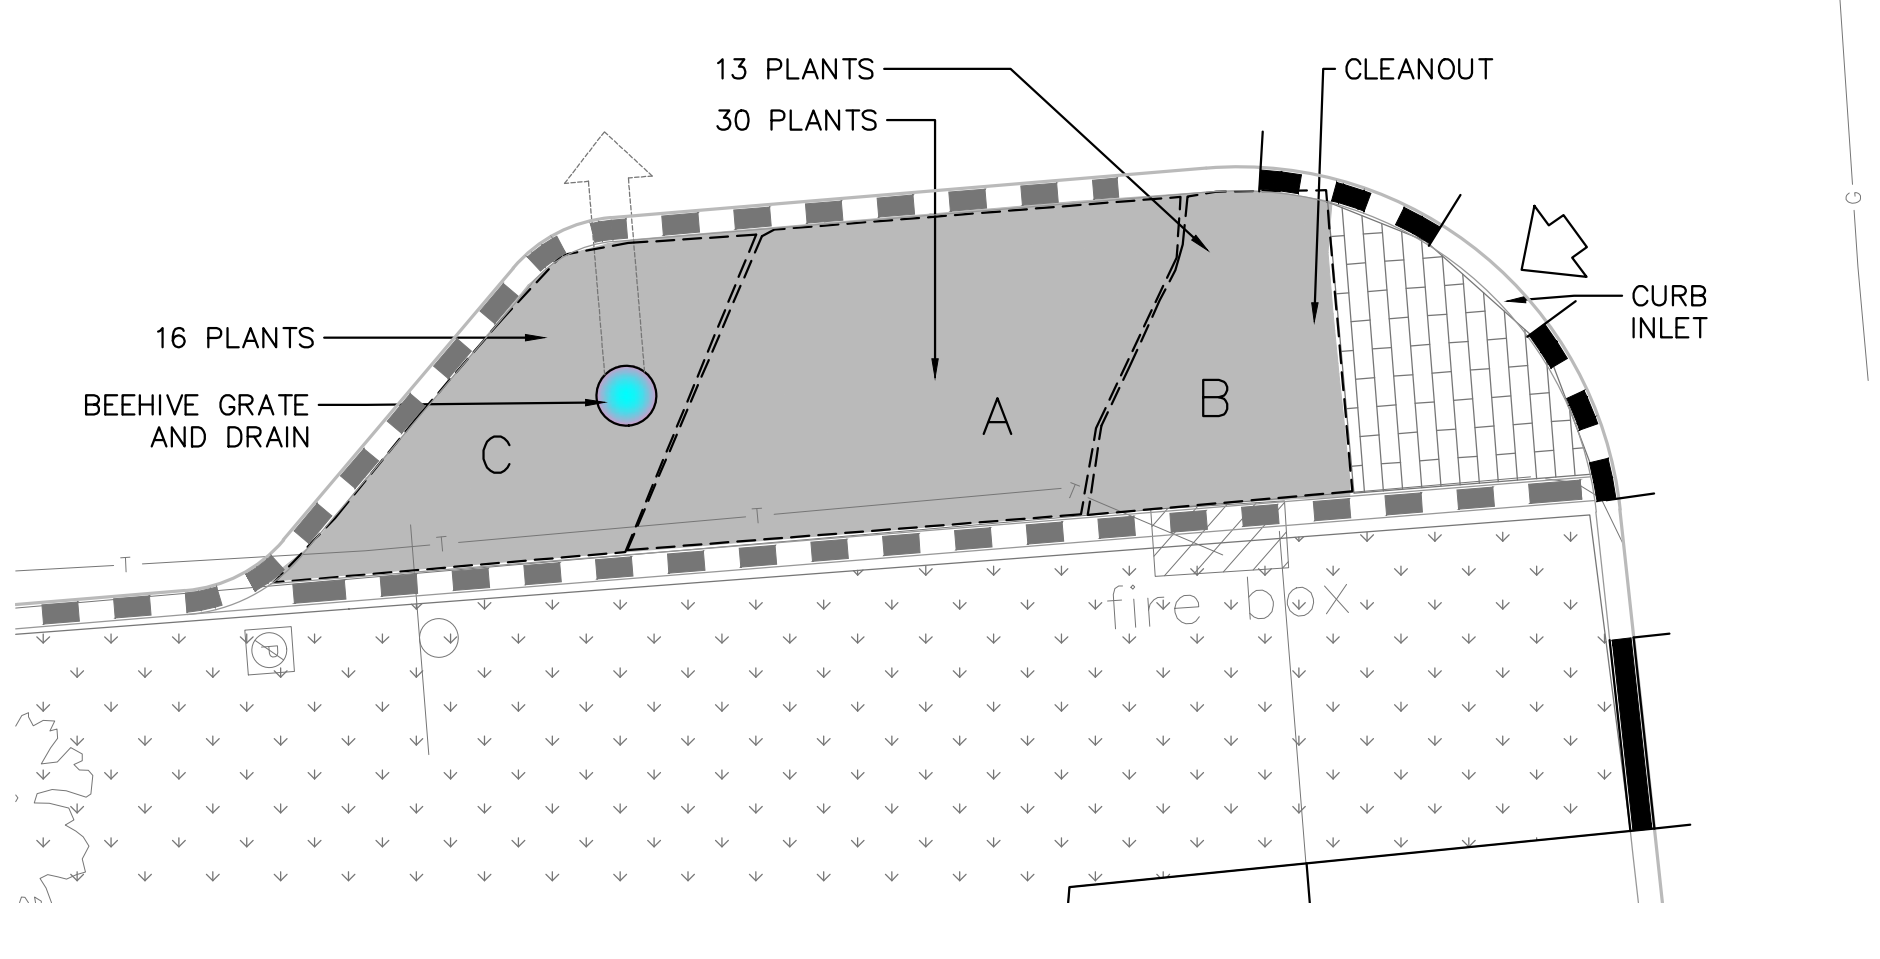 13 PLANTS
CLEANOUT
30 PLANTS
G
CURB
INLET
16 PLANTS
BEEHIVE GRATE
AND DRAIN
B
A
C
T
T
T
T
fire box
P